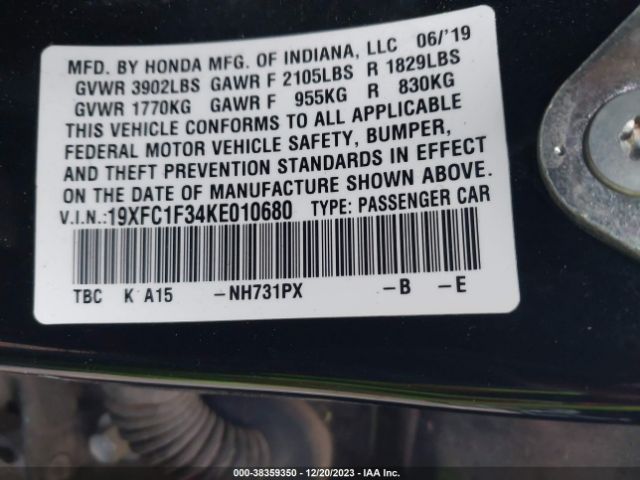 MFD. BY HONDA MFG. OF INDIANA, LLC 06/'19
GVWR 3902LBS GAWR F 2105LBS R 1829LBS
GVWR 1770KG GAWR F 955KG R 830KG
THIS VEHICLE CONFORMS TO ALL APPLICABLE
FEDERAL MOTOR VEHICLE SAFETY, BUMPER,
AND THEFT PREVENTION STANDARDS IN EFFECT
ON THE DATE OF MANUFACTURE SHOWN ABOVE.
V.I.N.:19XFC1F34KE010680 TYPE: PASSENGER CAR
TBC K A15 -NH731PX -B -E
000-38359350 - 12/20/2023 - IAA Inc.